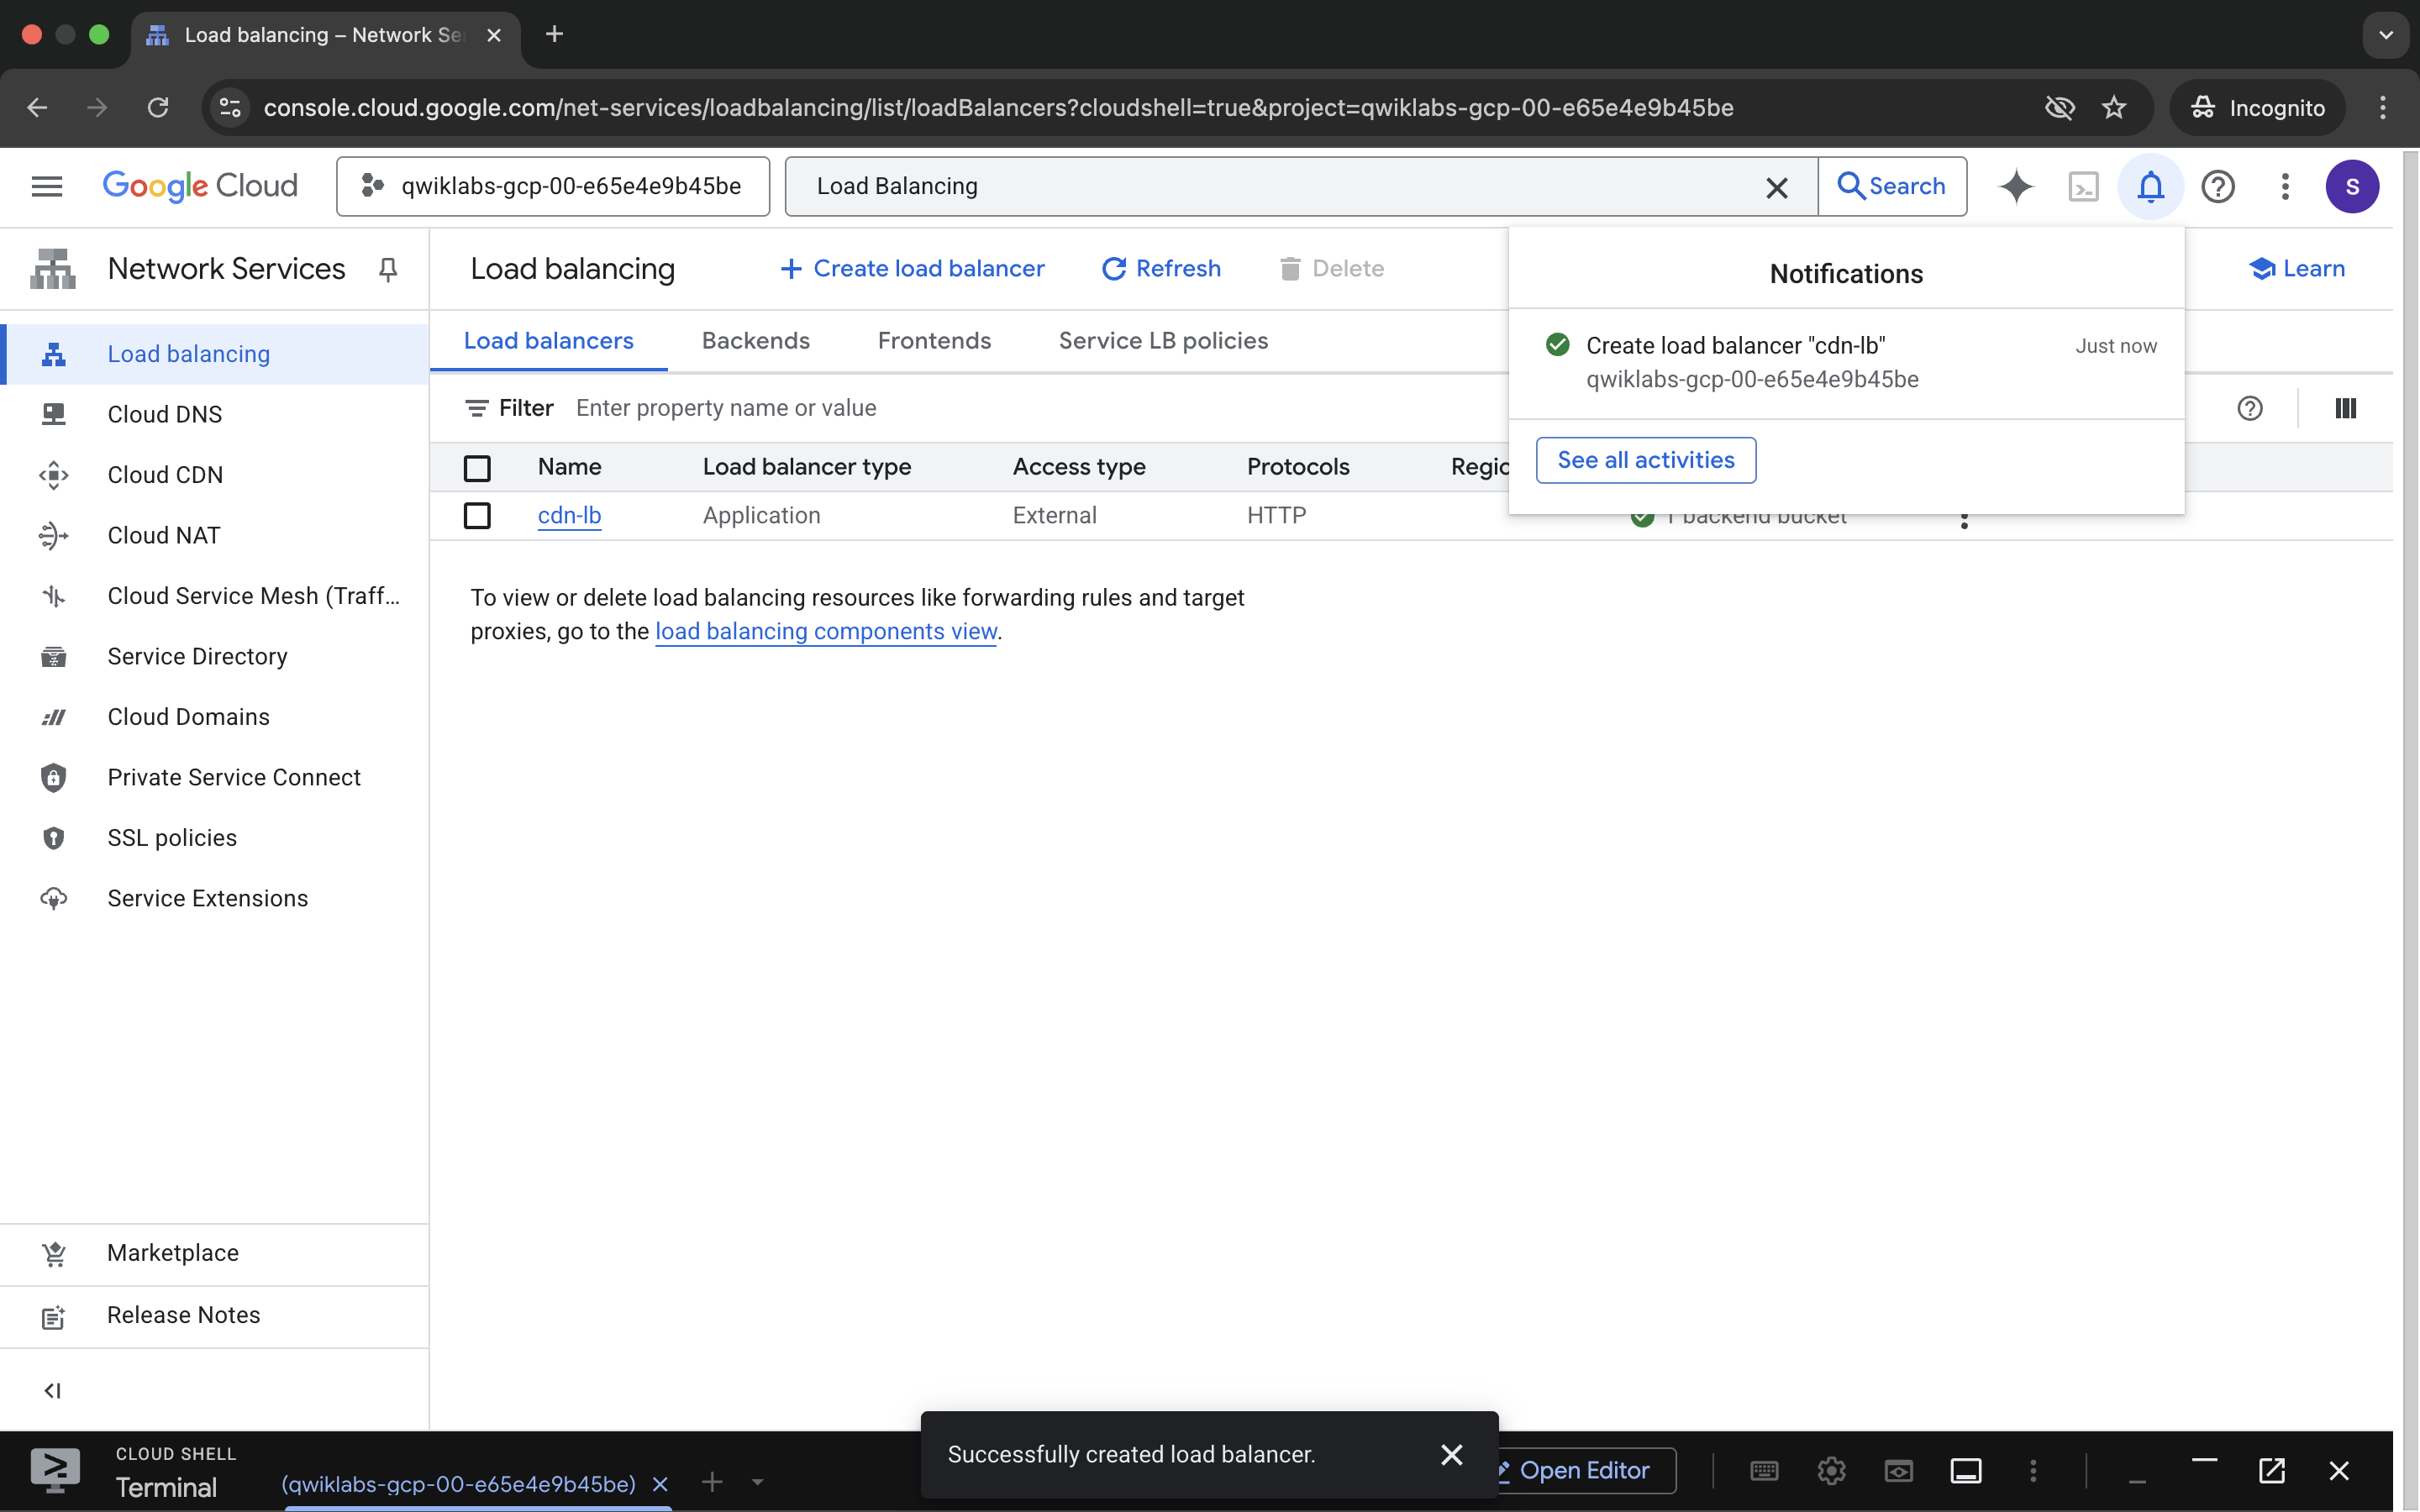 Load balancing – Network Se
console.cloud.google.com/net-services/loadbalancing/list/loadBalancers?cloudshell=true&project=qwiklabs-gcp-00-e65e4e9b45be
Incognito
Google Cloud
qwiklabs-gcp-00-e65e4e9b45be
Load Balancing
Search
S
Network Services
Load balancing
Create load balancer
Refresh
Delete
Learn
Notifications
Create load balancer "cdn-lb"
Just now
qwiklabs-gcp-00-e65e4e9b45be
See all activities
Load balancing
Cloud DNS
Cloud CDN
Cloud NAT
Cloud Service Mesh (Traff...
Service Directory
Cloud Domains
Private Service Connect
SSL policies
Service Extensions
Load balancers
Backends
Frontends
Service LB policies
Filter
Enter property name or value
Name
Load balancer type
Access type
Protocols
Regio
cdn-lb
Application
External
HTTP
1 backend bucket
To view or delete load balancing resources like forwarding rules and target
proxies, go to the load balancing components view.
Marketplace
Release Notes
Successfully created load balancer.
CLOUD SHELL
Terminal
(qwiklabs-gcp-00-e65e4e9b45be)
Open Editor